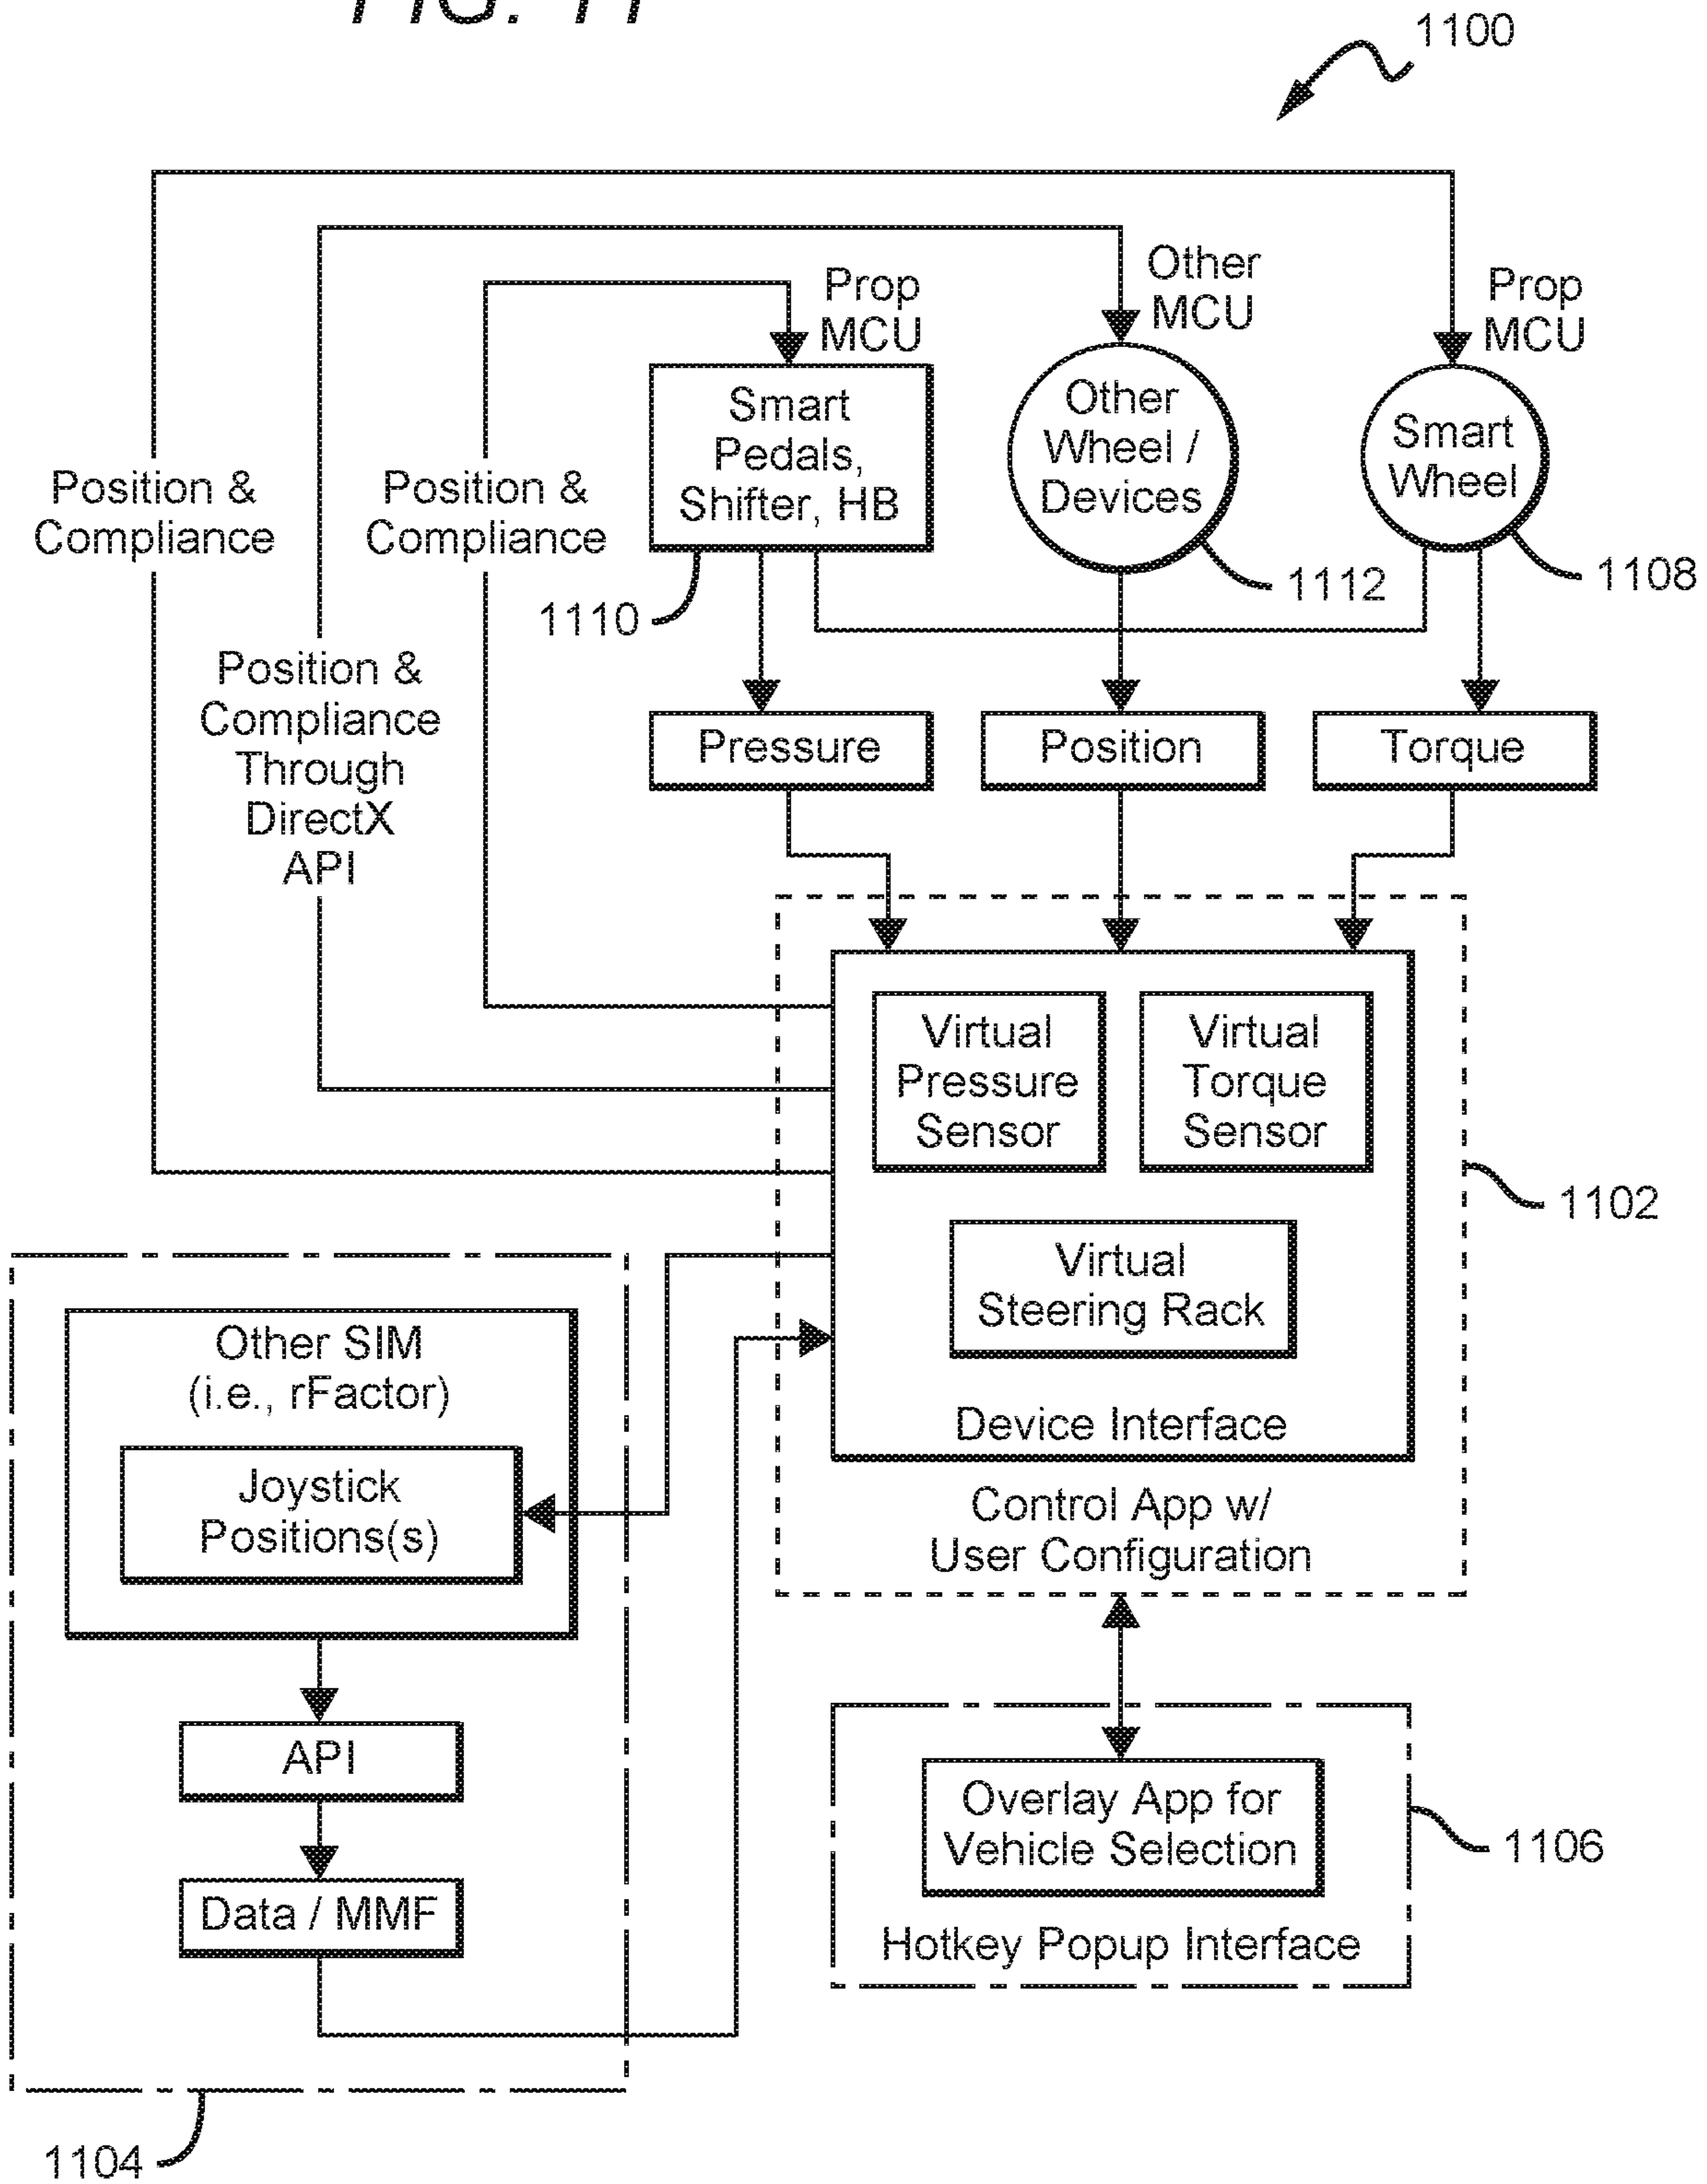 FIG. 11
1100
Prop
MCU
Other
MCU
Prop
MCU
Smart
Pedals,
Shifter, HB
Other
Wheel /
Devices
Smart
Wheel
Position &
Compliance
Position &
Compliance
1110
1112
1108
Position &
Compliance
Through
DirectX
API
Pressure
Position
Torque
Virtual
Pressure
Sensor
Virtual
Torque
Sensor
1102
Virtual
Steering Rack
Device Interface
Control App w/
User Configuration
Other SIM
(i.e., rFactor)
Joystick
Positions(s)
API
Data / MMF
Overlay App for
Vehicle Selection
1106
Hotkey Popup Interface
1104